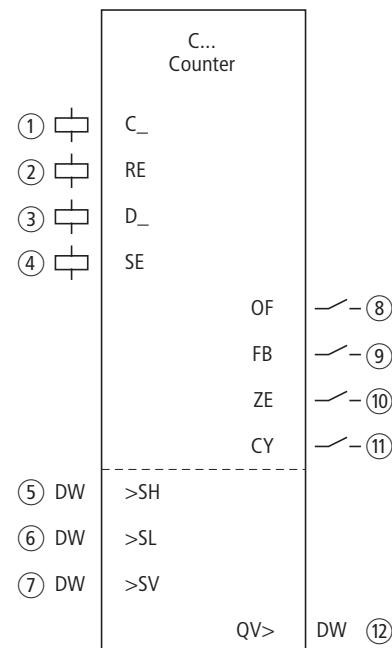 C...
Counter
① C_
② RE
③ D_
④ SE
OF ⑧
FB ⑨
ZE ⑩
CY ⑪
⑤ DW >SH
⑥ DW >SL
⑦ DW >SV
QV> DW ⑫